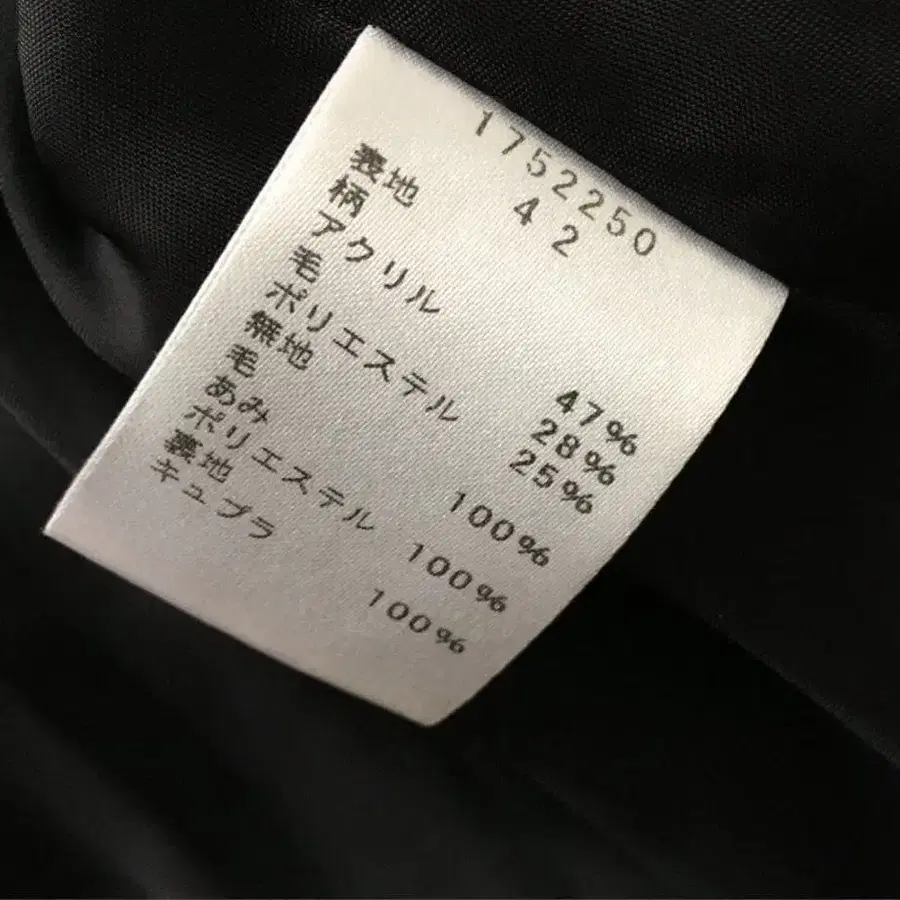 1752250
42
表地
柄
アクリル 47%
毛 28%
ポリエステル 25%
無地
毛 100%
あみ
ポリエステル 100%
裏地
キュプラ 100%